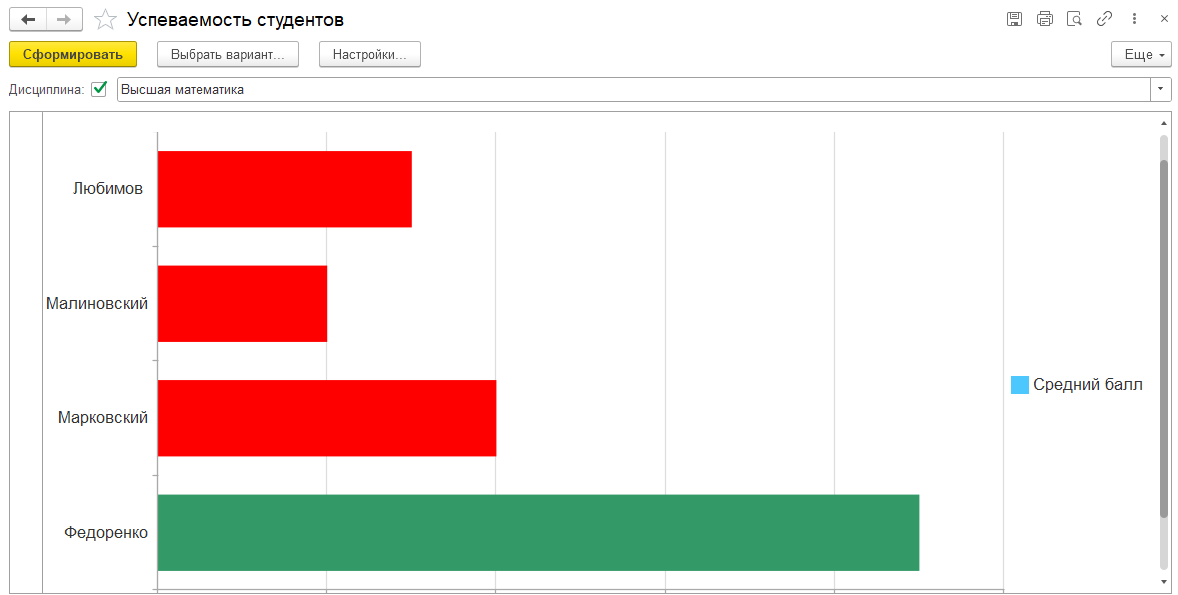 Успеваемость студентов
Сформировать
Выбрать вариант...
Настройки...
Еще
Дисциплина:
Высшая математика
Любимов
Малиновский
Марковский
Федоренко
Средний балл